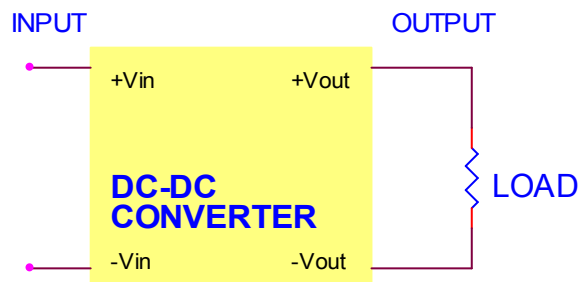 INPUT OUTPUT
+Vin +Vout
DC-DC
CONVERTER
LOAD
-Vin -Vout